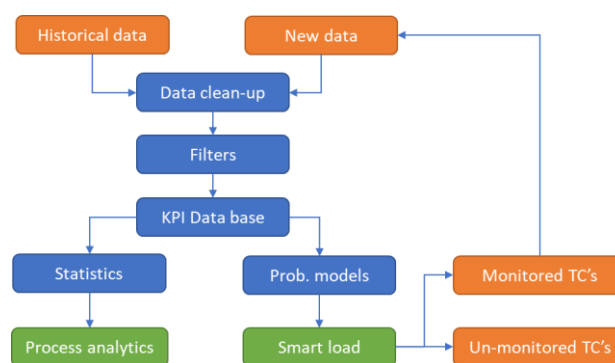 Historical data
New data
Data clean-up
Filters
KPI Data base
Statistics
Prob. models
Monitored TC's
Process analytics
Smart load
Un-monitored TC's